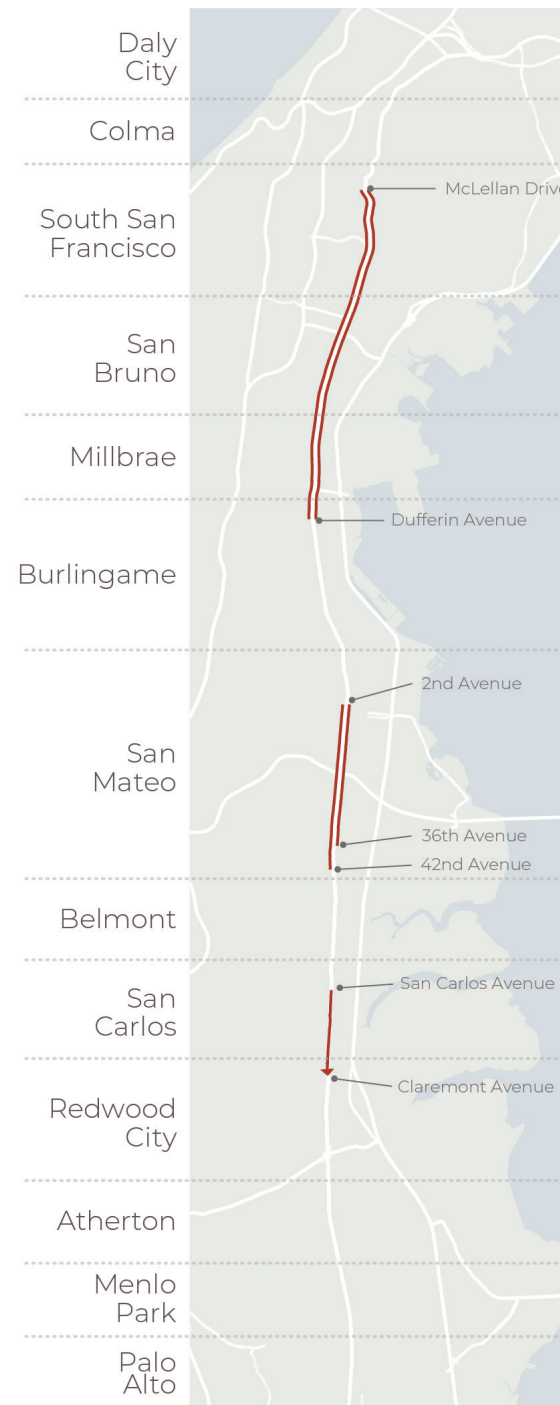 Daly
City
Colma
McLellan Drive
South San
Francisco
San
Bruno
Millbrae
Dufferin Avenue
Burlingame
2nd Avenue
San
Mateo
36th Avenue
42nd Avenue
Belmont
San Carlos Avenue
San
Carlos
Claremont Avenue
Redwood
City
Atherton
Menlo
Park
Palo
Alto